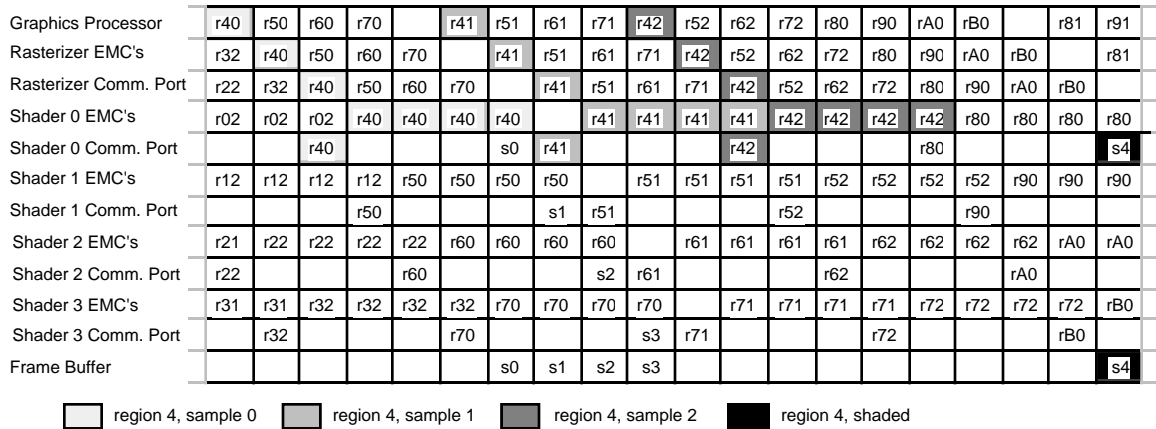 Graphics Processor r40 r50 r60 r70 r41 r51 r61 r71 r42 r52 r62 r72 r80 r90 rA0 rB0 r81 r91
Rasterizer EMC's r32 r40 r50 r60 r70 r41 r51 r61 r71 r42 r52 r62 r72 r80 r90 rA0 rB0 r81
Rasterizer Comm. Port r22 r32 r40 r50 r60 r70 r41 r51 r61 r71 r42 r52 r62 r72 r80 r90 rA0 rB0
Shader 0 EMC's r02 r02 r02 r40 r40 r40 r40 r41 r41 r41 r41 r42 r42 r42 r42 r80 r80 r80 r80
Shader 0 Comm. Port r40 s0 r41 r42 r80 s4
Shader 1 EMC's r12 r12 r12 r12 r50 r50 r50 r50 r51 r51 r51 r51 r52 r52 r52 r52 r90 r90 r90
Shader 1 Comm. Port r50 s1 r51 r52 r90
Shader 2 EMC's r21 r22 r22 r22 r22 r60 r60 r60 r60 r61 r61 r61 r61 r62 r62 r62 r62 rA0 rA0
Shader 2 Comm. Port r22 r60 s2 r61 r62 rA0
Shader 3 EMC's r31 r31 r32 r32 r32 r32 r70 r70 r70 r70 r71 r71 r71 r71 r72 r72 r72 r72 rB0
Shader 3 Comm. Port r32 r70 s3 r71 r72 rB0
Frame Buffer s0 s1 s2 s3 s4
region 4, sample 0 region 4, sample 1 region 4, sample 2 region 4, shaded